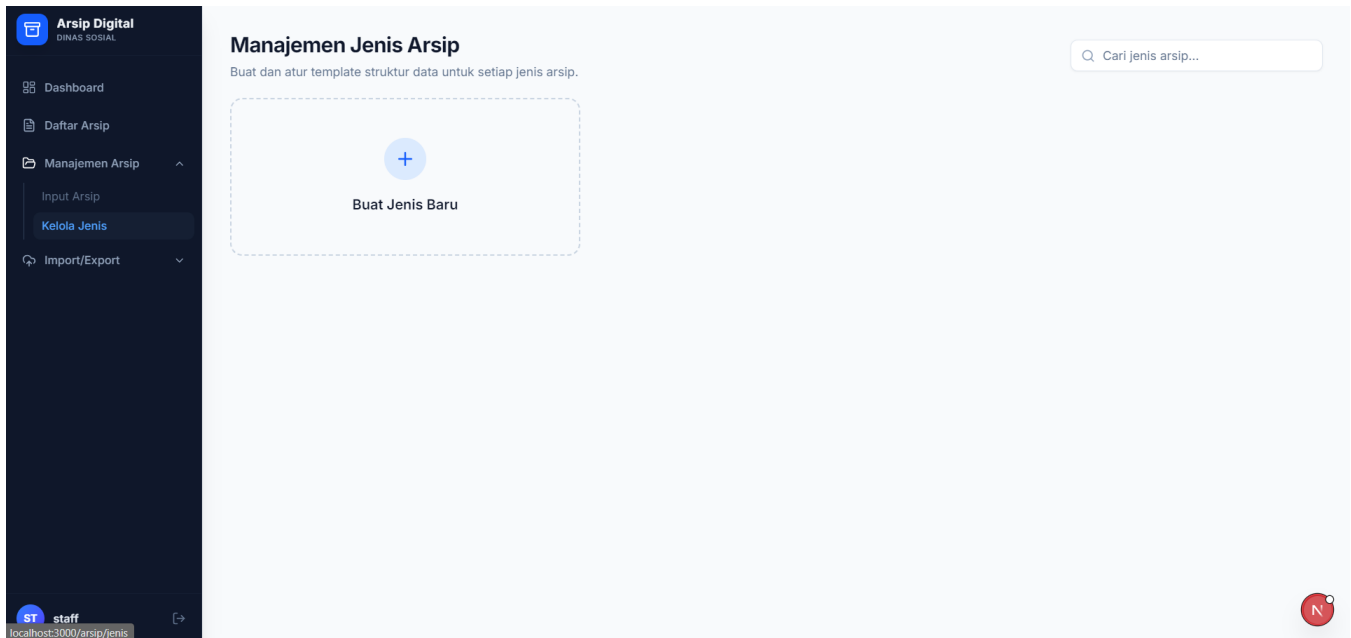 Arsip Digital
DINAS SOSIAL
Dashboard
Daftar Arsip
Manajemen Arsip
Input Arsip
Kelola Jenis
Import/Export
ST staff
localhost:3000/arsip/jenis
Manajemen Jenis Arsip
Buat dan atur template struktur data untuk setiap jenis arsip.
Cari jenis arsip...
Buat Jenis Baru
N